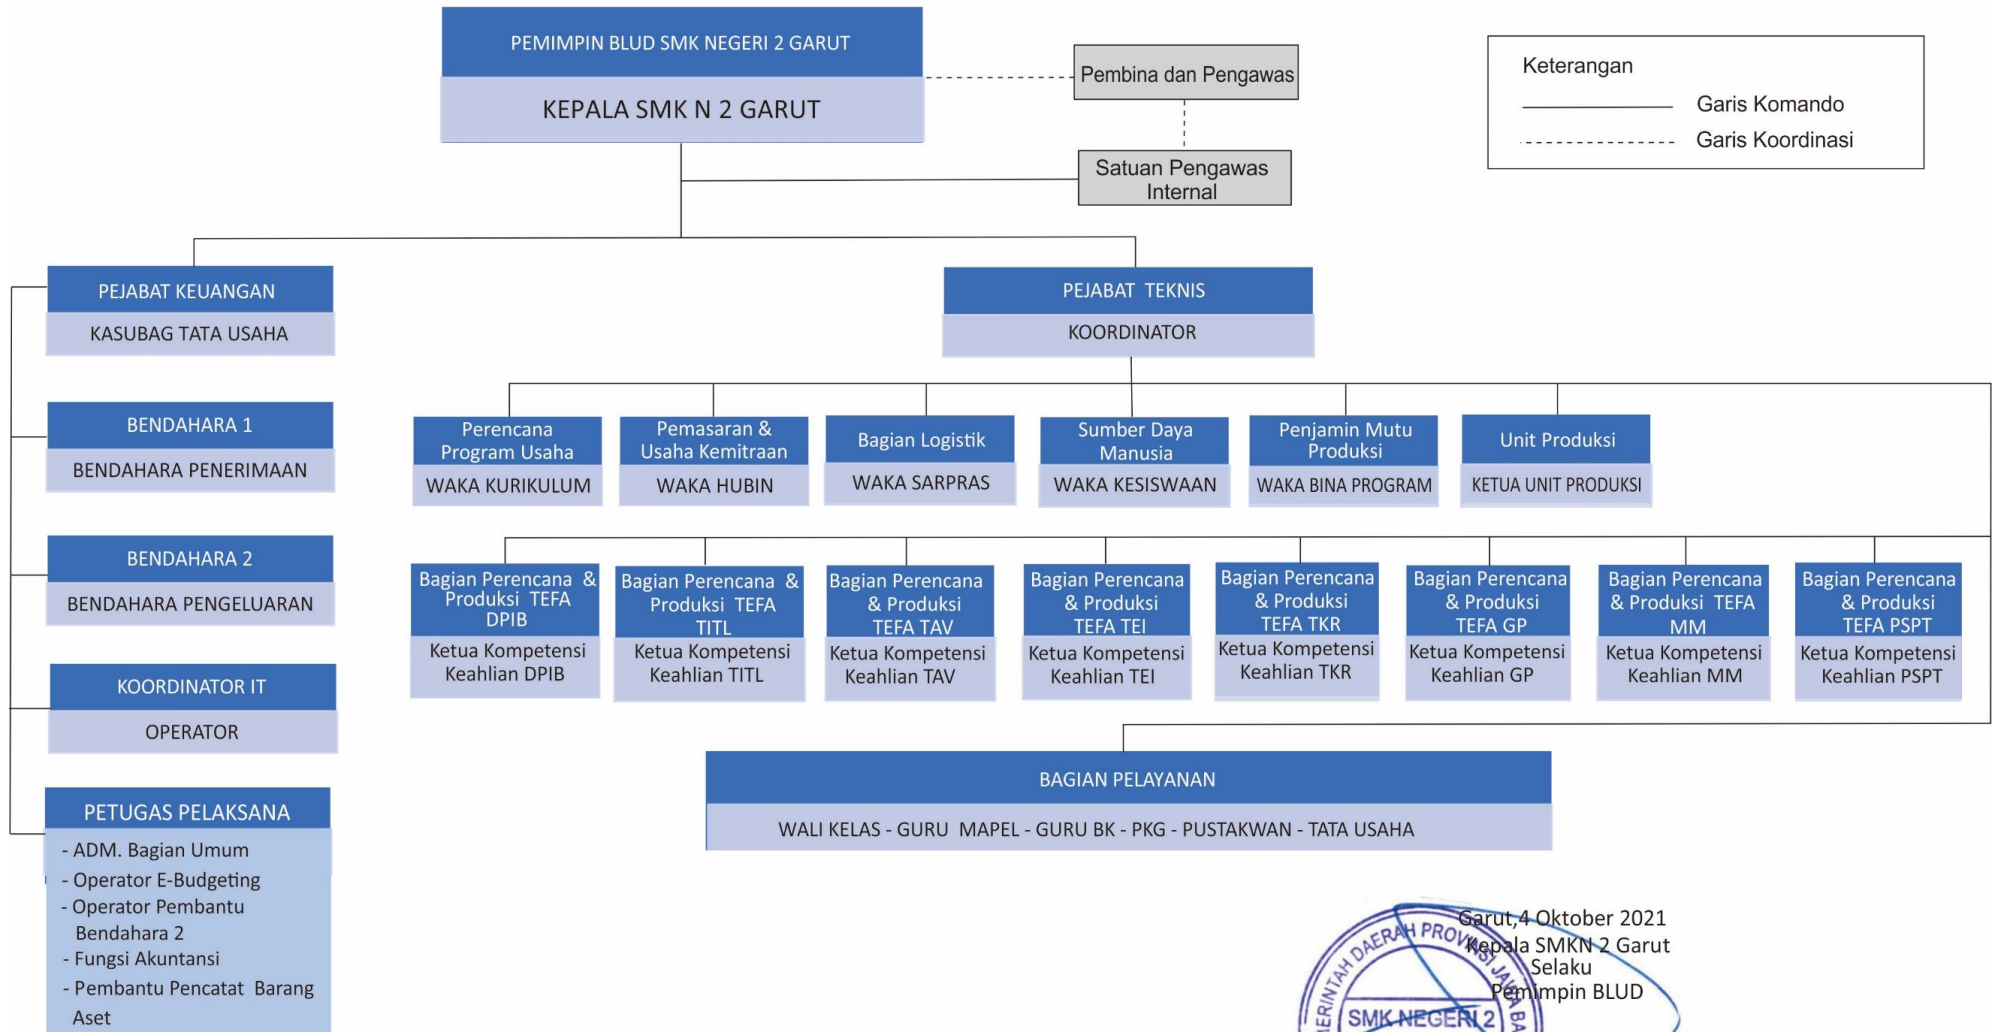 PEMIMPIN BLUD SMK NEGERI 2 GARUT
KEPALA SMK N 2 GARUT
Pembina dan Pengawas
Satuan Pengawas
Internal
Keterangan
Garis Komando
Garis Koordinasi
PEJABAT KEUANGAN
KASUBAG TATA USAHA
PEJABAT TEKNIS
KOORDINATOR
BENDAHARA 1
BENDAHARA PENERIMAAN
BENDAHARA 2
BENDAHARA PENGELUARAN
KOORDINATOR IT
OPERATOR
PETUGAS PELAKSANA
- ADM. Bagian Umum
- Operator E-Budgeting
- Operator Pembantu
Bendahara 2
- Fungsi Akuntansi
- Pembantu Pencatat Barang
Aset
Perencana
Program Usaha
WAKA KURIKULUM
Pemasaran &
Usaha Kemitraan
WAKA HUBIN
Bagian Logistik
WAKA SARPRAS
Sumber Daya
Manusia
WAKA KESISWAAN
Penjamin Mutu
Produksi
WAKA BINA PROGRAM
Unit Produksi
KETUA UNIT PRODUKSI
Bagian Perencana &
Produksi TEFA
DPIB
Ketua Kompetensi
Keahlian DPIB
Bagian Perencana &
Produksi TEFA
TITL
Ketua Kompetensi
Keahlian TITL
Bagian Perencana
& Produksi
TEFA TAV
Ketua Kompetensi
Keahlian TAV
Bagian Perencana
& Produksi
TEFA TEI
Ketua Kompetensi
Keahlian TEI
Bagian Perencana
& Produksi
TEFA TKR
Ketua Kompetensi
Keahlian TKR
Bagian Perencana
& Produksi
TEFA GP
Ketua Kompetensi
Keahlian GP
Bagian Perencana
& Produksi TEFA
MM
Ketua Kompetensi
Keahlian MM
Bagian Perencana
& Produksi
TEFA PSPT
Ketua Kompetensi
Keahlian PSPT
BAGIAN PELAYANAN
WALI KELAS - GURU MAPEL - GURU BK - PKG - PUSTAKWAN - TATA USAHA
Garut,4 Oktober 2021
Kepala SMKN 2 Garut
Selaku
Pemimpin BLUD
DAERAH PROVINSI JAWA
SMK NEGERI 2